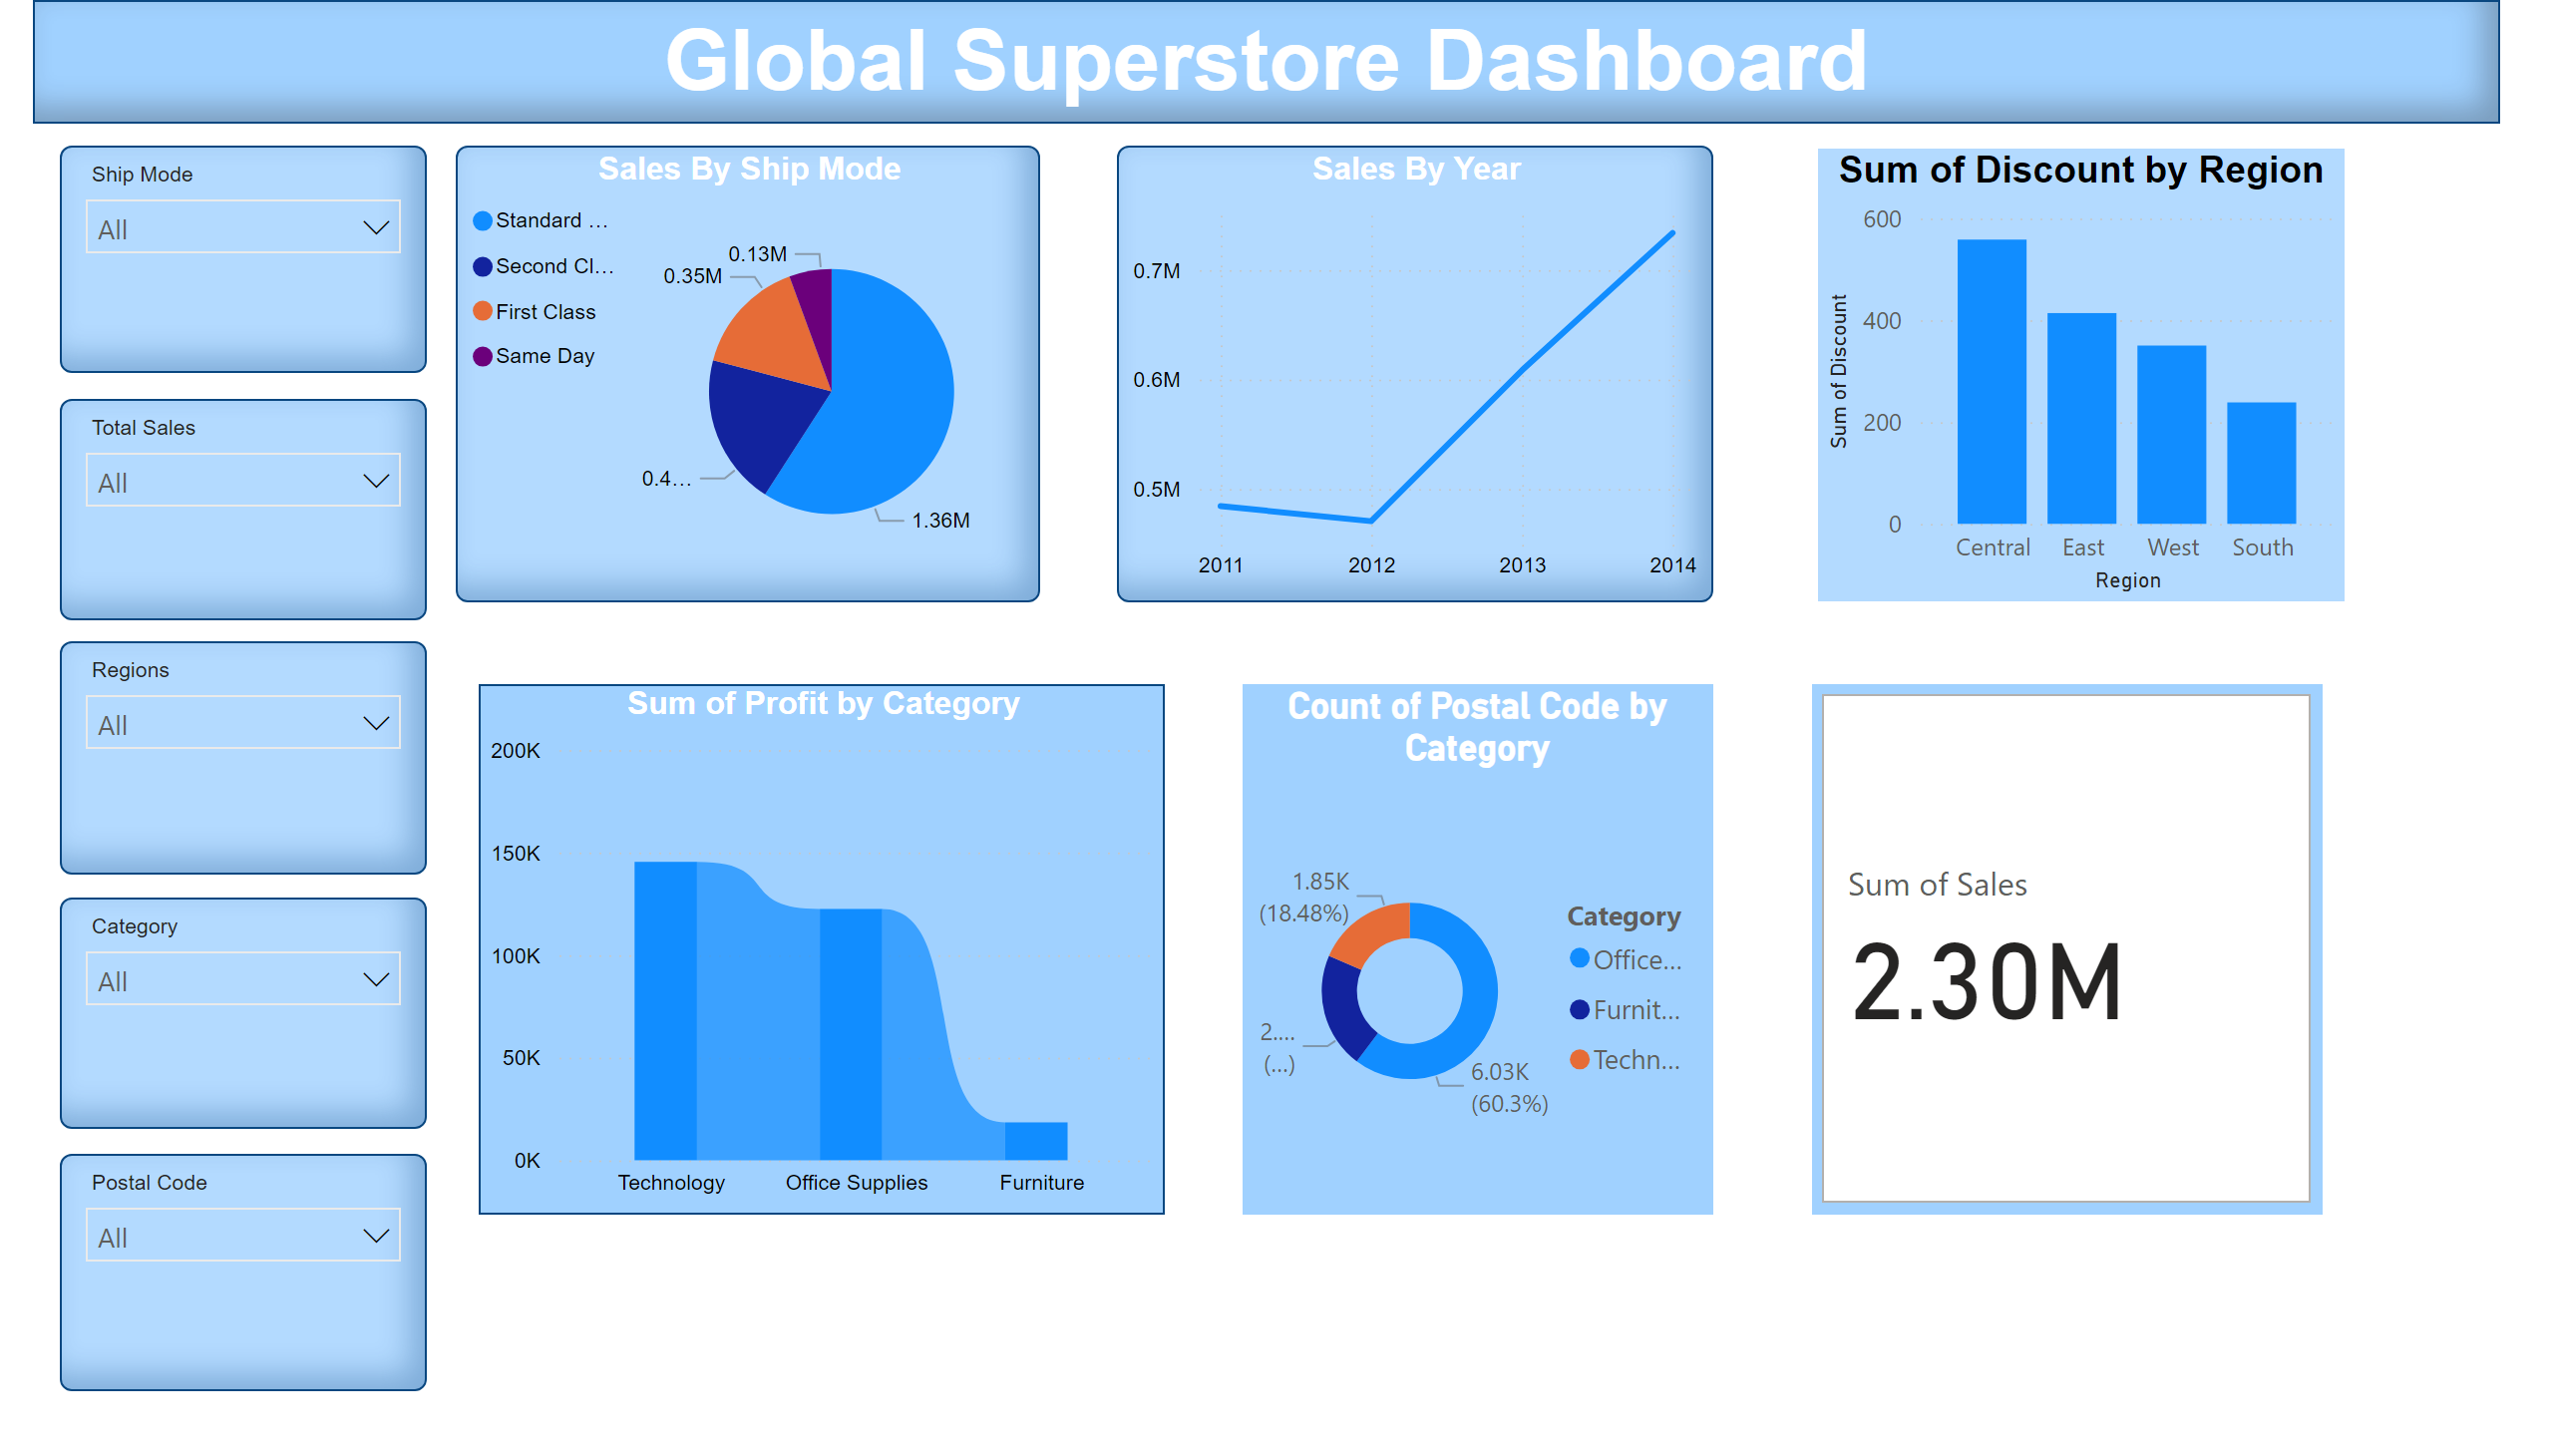 Global Superstore Dashboard
Ship Mode
All
Total Sales
All
Regions
All
Category
All
Postal Code
All
Sales By Ship Mode
Standard ...
Second Cl...
First Class
Same Day
0.13M
0.35M
0.4...
1.36M
Sales By Year
0.7M
0.6M
0.5M
2011 2012 2013 2014
Sum of Discount by Region
Sum of Discount
600
400
200
0
Central East West South
Region
Sum of Profit by Category
200K
150K
100K
50K
0K
Technology Office Supplies Furniture
Count of Postal Code by
Category
1.85K
(18.48%)
2....
(...)
6.03K
(60.3%)
Category
Office...
Furnit...
Techn...
Sum of Sales
2.30M